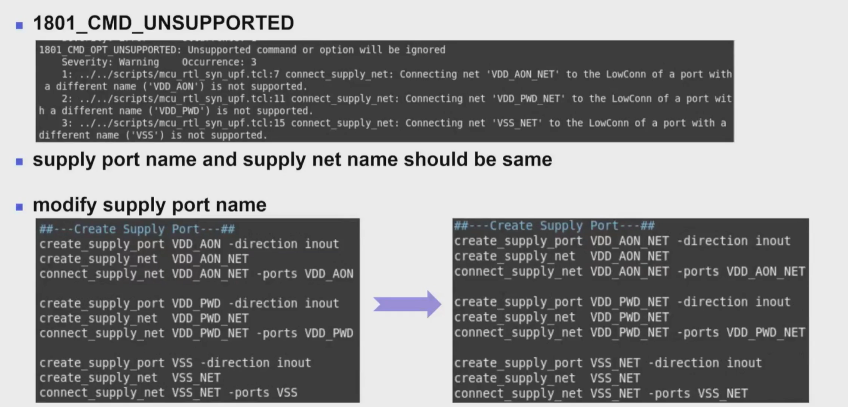 1801_CMD_UNSUPPORTED
1801_CMD_OPT_UNSUPPORTED: Unsupported command or option will be ignored
Severity: Warning Occurrence: 3
1: ../../scripts/mcu_rtl_syn_upf.tcl:7 connect_supply_net: Connecting net 'VDD_AON_NET' to the LowConn of a port with
a different name ('VDD_AON') is not supported.
2: ../../scripts/mcu_rtl_syn_upf.tcl:11 connect_supply_net: Connecting net 'VDD_PWD_NET' to the LowConn of a port wit
h a different name ('VDD_PWD') is not supported.
3: ../../scripts/mcu_rtl_syn_upf.tcl:15 connect_supply_net: Connecting net 'VSS_NET' to the LowConn of a port with a
different name ('VSS') is not supported.
supply port name and supply net name should be same
modify supply port name
##---Create Supply Port---##
create_supply_port VDD_AON -direction inout
create_supply_net VDD_AON_NET
connect_supply_net VDD_AON_NET -ports VDD_AON
create_supply_port VDD_PWD -direction inout
create_supply_net VDD_PWD_NET
connect_supply_net VDD_PWD_NET -ports VDD_PWD
create_supply_port VSS -direction inout
create_supply_net VSS_NET
connect_supply_net VSS_NET -ports VSS
##---Create Supply Port---##
create_supply_port VDD_AON_NET -direction inout
create_supply_net VDD_AON_NET
connect_supply_net VDD_AON_NET -ports VDD_AON_NET
create_supply_port VDD_PWD_NET -direction inout
create_supply_net VDD_PWD_NET
connect_supply_net VDD_PWD_NET -ports VDD_PWD_NET
create_supply_port VSS_NET -direction inout
create_supply_net VSS_NET
connect_supply_net VSS_NET -ports VSS_NET